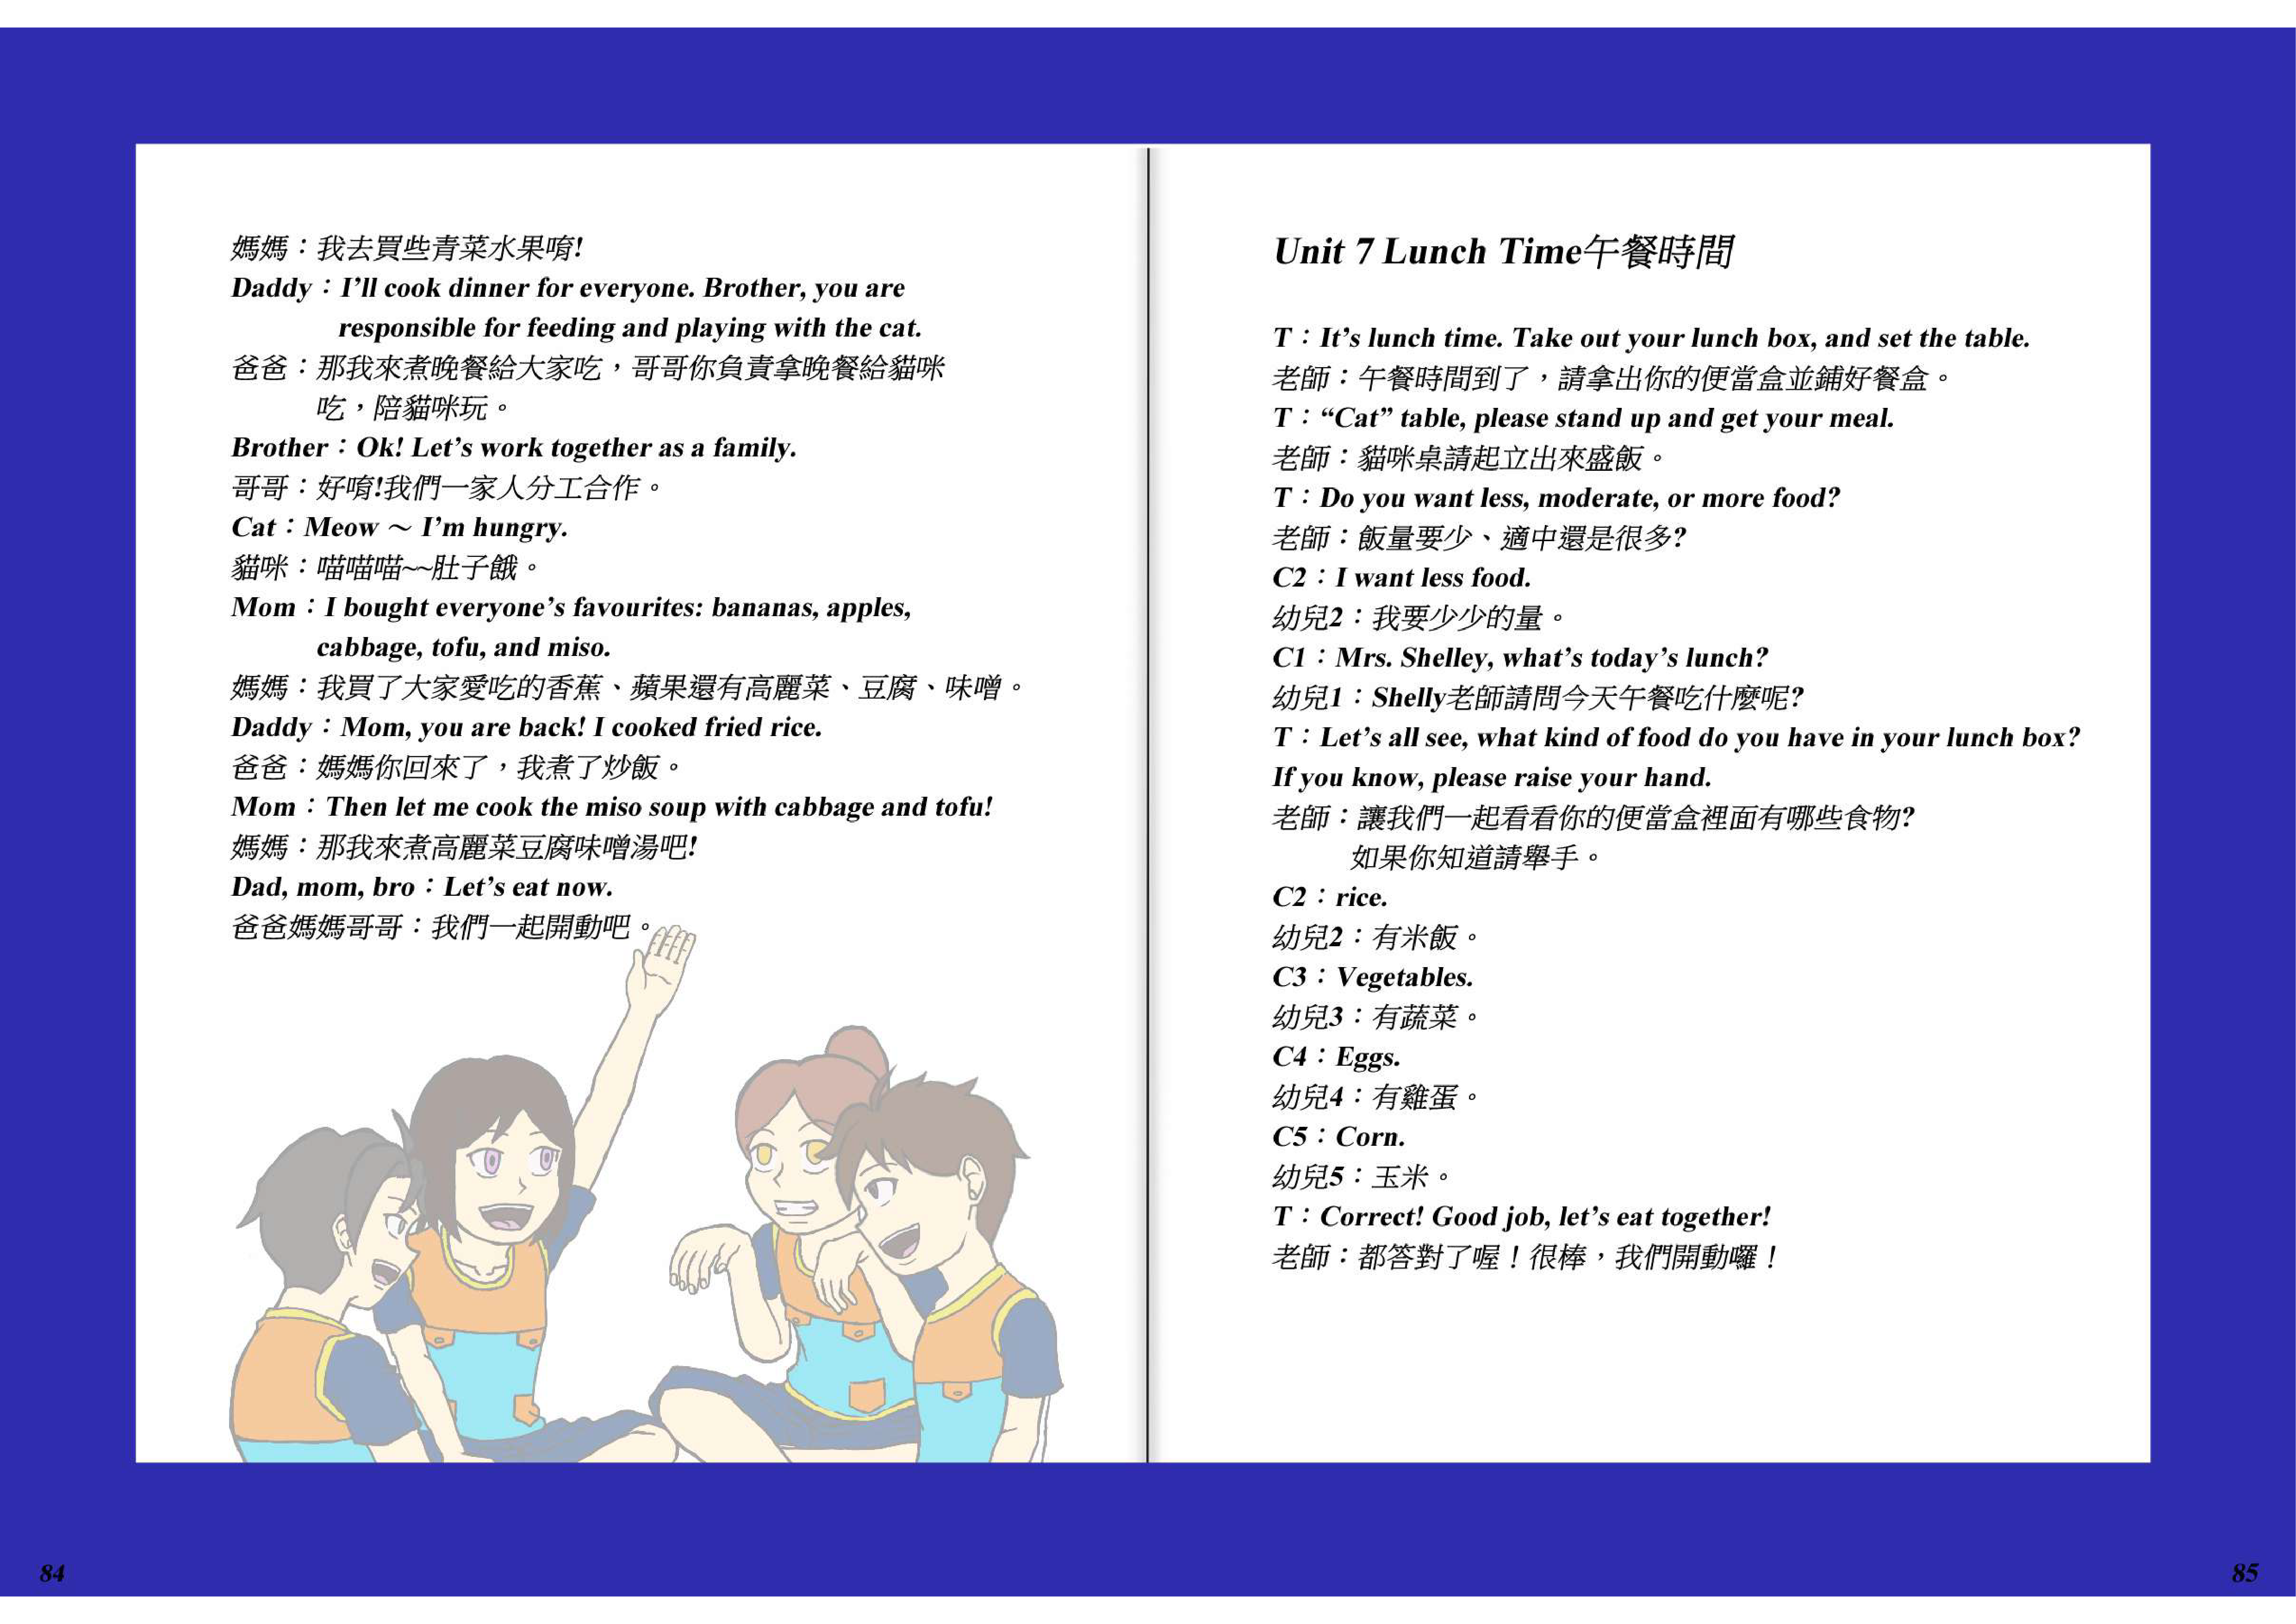 媽媽：我去買些青菜水果唷!
Daddy：I’ll cook dinner for everyone. Brother, you are
responsible for feeding and playing with the cat.
爸爸：那我來煮晚餐給大家吃，哥哥你負責拿晚餐給貓咪
吃，陪貓咪玩。
Brother：Ok! Let’s work together as a family.
哥哥：好唷!我們一家人分工合作。
Cat：Meow ～ I’m hungry.
貓咪：喵喵喵~~肚子餓。
Mom：I bought everyone’s favourites: bananas, apples,
cabbage, tofu, and miso.
媽媽：我買了大家愛吃的香蕉、蘋果還有高麗菜、豆腐、味噌。
Daddy：Mom, you are back! I cooked fried rice.
爸爸：媽媽你回來了，我煮了炒飯。
Mom：Then let me cook the miso soup with cabbage and tofu!
媽媽：那我來煮高麗菜豆腐味噌湯吧!
Dad, mom, bro：Let’s eat now.
爸爸媽媽哥哥：我們一起開動吧。
84
Unit 7 Lunch Time午餐時間
T：It’s lunch time. Take out your lunch box, and set the table.
老師：午餐時間到了，請拿出你的便當盒並鋪好餐盒。
T：“Cat” table, please stand up and get your meal.
老師：貓咪桌請起立出來盛飯。
T：Do you want less, moderate, or more food?
老師：飯量要少、適中還是很多?
C2：I want less food.
幼兒2：我要少少的量。
C1：Mrs. Shelley, what’s today’s lunch?
幼兒1：Shelly老師請問今天午餐吃什麼呢?
T：Let’s all see, what kind of food do you have in your lunch box?
If you know, please raise your hand.
老師：讓我們一起看看你的便當盒裡面有哪些食物?
如果你知道請舉手。
C2：rice.
幼兒2：有米飯。
C3：Vegetables.
幼兒3：有蔬菜。
C4：Eggs.
幼兒4：有雞蛋。
C5：Corn.
幼兒5：玉米。
T：Correct! Good job, let’s eat together!
老師：都答對了喔！很棒，我們開動囉！
85